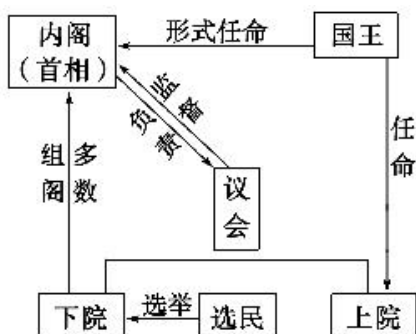 内阁
（首相）
形式任命
国王
监督
负责
任命
多数
组阁
议会
下院
选举
选民
上院